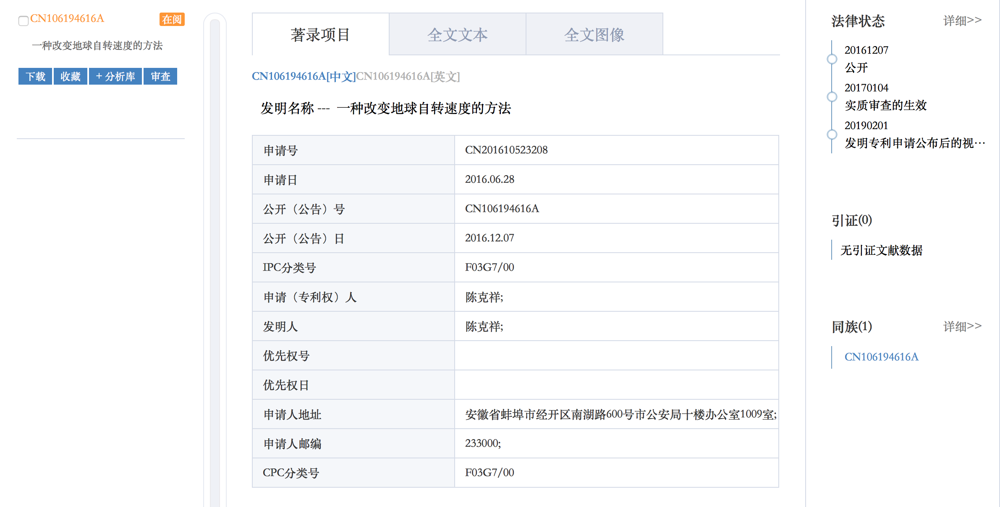 CN106194616A
在阅
一种改变地球自转速度的方法
下载
收藏
+ 分析库
审查
著录项目
全文文本
全文图像
CN106194616A[中文]CN106194616A[英文]
发明名称 --- 一种改变地球自转速度的方法
申请号 CN201610523208
申请日 2016.06.28
公开（公告）号 CN106194616A
公开（公告）日 2016.12.07
IPC分类号 F03G7/00
申请（专利权）人 陈克祥;
发明人 陈克祥;
优先权号
优先权日
申请人地址 安徽省蚌埠市经开区南湖路600号市公安局十楼办公室1009室;
申请人邮编 233000;
CPC分类号 F03G7/00
法律状态 详细>>
20161207
公开
20170104
实质审查的生效
20190201
发明专利申请公布后的视…
引证(0)
无引证文献数据
同族(1) 详细>>
CN106194616A